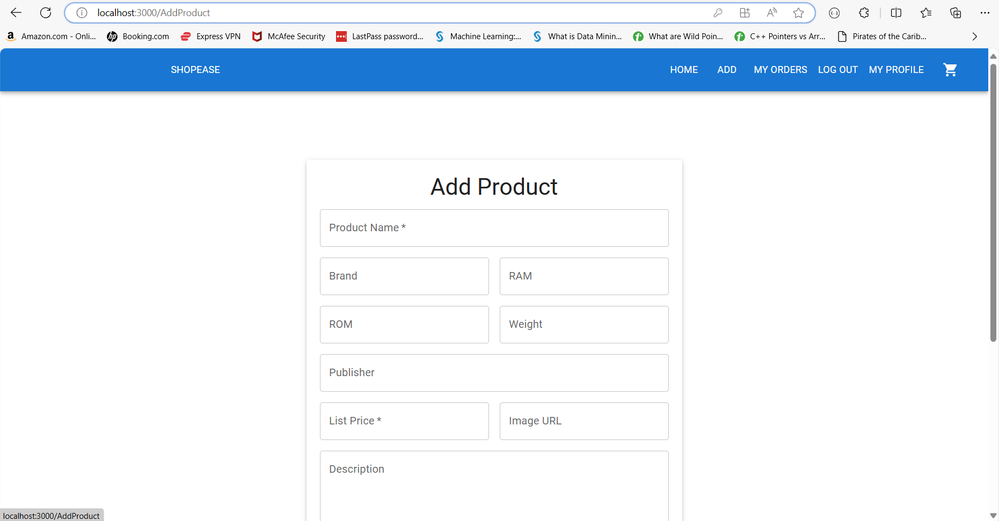 localhost:3000/AddProduct
Amazon.com - Onli... Booking.com Express VPN McAfee Security LastPass password... Machine Learning:... What is Data Minin... What are Wild Poin... C++ Pointers vs Arr... Pirates of the Carib...
SHOPEASE HOME ADD MY ORDERS LOG OUT MY PROFILE
Add Product
Product Name *
Brand RAM
ROM Weight
Publisher
List Price * Image URL
Description
localhost:3000/AddProduct